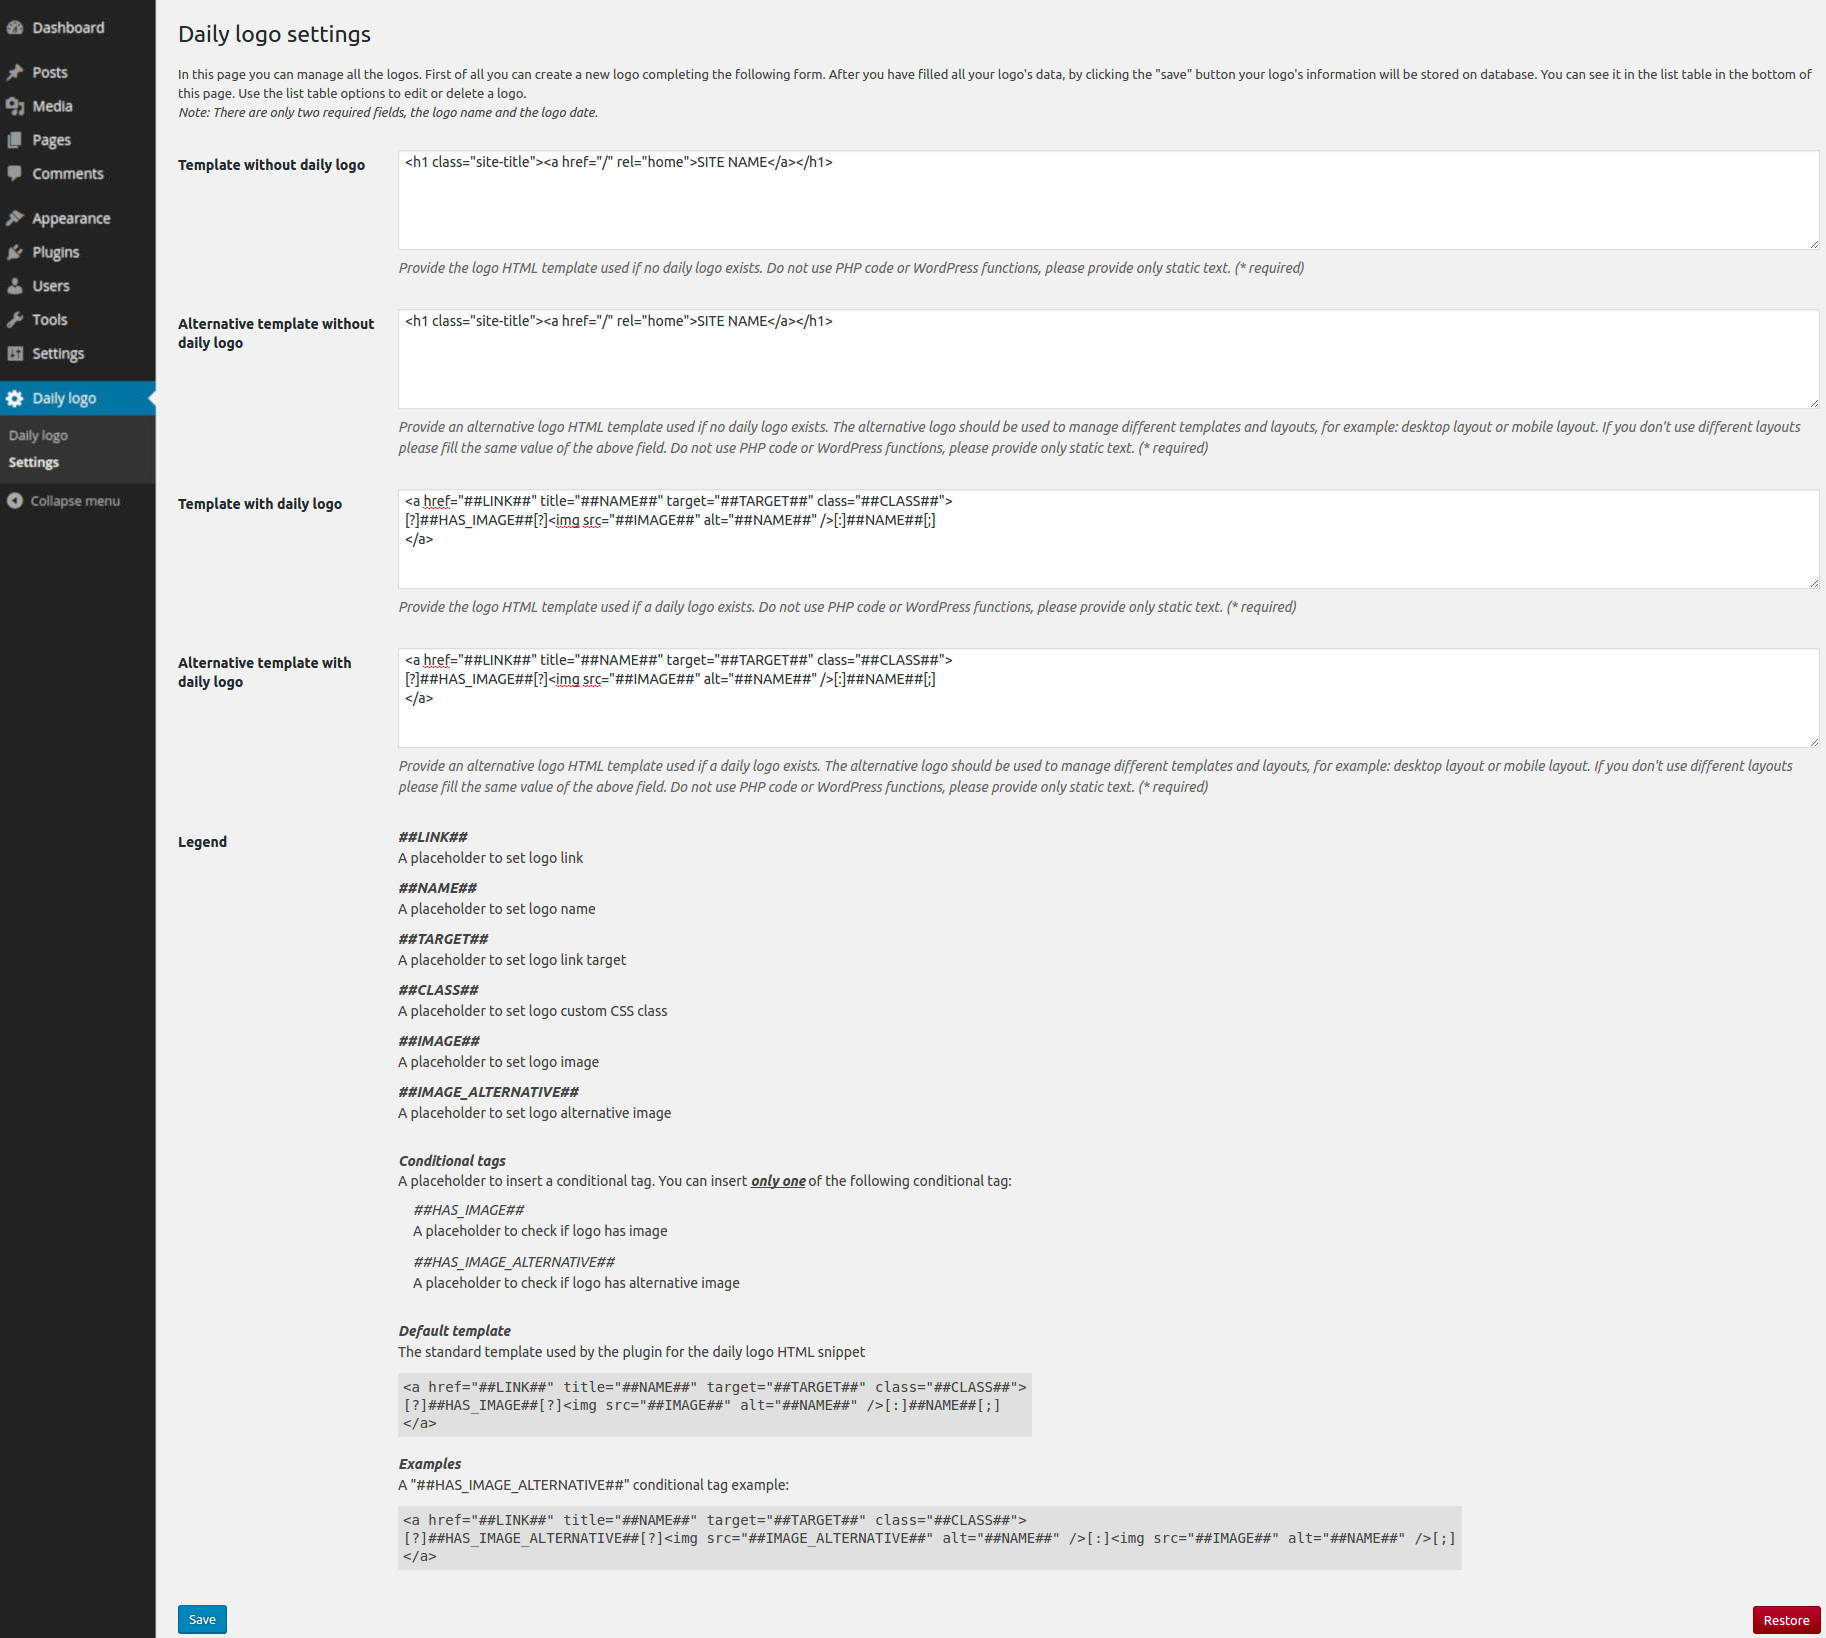 Dashboard
Posts
Media
Pages
Comments
Appearance
Plugins
Users
Tools
Settings
Daily logo
Daily logo
Settings
Collapse menu
Daily logo settings
In this page you can manage all the logos. First of all you can create a new logo completing the following form. After you have filled all your logo's data, by clicking the "save" button your logo's information will be stored on database. You can see it in the list table in the bottom of
this page. Use the list table options to edit or delete a logo.
Note: There are only two required fields, the logo name and the logo date.
Template without daily logo
<h1 class="site-title"><a href="/" rel="home">SITE NAME</a></h1>
Provide the logo HTML template used if no daily logo exists. Do not use PHP code or WordPress functions, please provide only static text. (* required)
Alternative template without
daily logo
<h1 class="site-title"><a href="/" rel="home">SITE NAME</a></h1>
Provide an alternative logo HTML template used if no daily logo exists. The alternative logo should be used to manage different templates and layouts, for example: desktop layout or mobile layout. If you don't use different layouts
please fill the same value of the above field. Do not use PHP code or WordPress functions, please provide only static text. (* required)
Template with daily logo
<a href="##LINK##" title="##NAME##" target="##TARGET##" class="##CLASS##">
[?]##HAS_IMAGE##[?]<img src="##IMAGE##" alt="##NAME##" />[:]##NAME##[;]
</a>
Provide the logo HTML template used if a daily logo exists. Do not use PHP code or WordPress functions, please provide only static text. (* required)
Alternative template with
daily logo
<a href="##LINK##" title="##NAME##" target="##TARGET##" class="##CLASS##">
[?]##HAS_IMAGE##[?]<img src="##IMAGE##" alt="##NAME##" />[:]##NAME##[;]
</a>
Provide an alternative logo HTML template used if a daily logo exists. The alternative logo should be used to manage different templates and layouts, for example: desktop layout or mobile layout. If you don't use different layouts
please fill the same value of the above field. Do not use PHP code or WordPress functions, please provide only static text. (* required)
Legend
##LINK##
A placeholder to set logo link
##NAME##
A placeholder to set logo name
##TARGET##
A placeholder to set logo link target
##CLASS##
A placeholder to set logo custom CSS class
##IMAGE##
A placeholder to set logo image
##IMAGE_ALTERNATIVE##
A placeholder to set logo alternative image
Conditional tags
A placeholder to insert a conditional tag. You can insert only one of the following conditional tag:
##HAS_IMAGE##
A placeholder to check if logo has image
##HAS_IMAGE_ALTERNATIVE##
A placeholder to check if logo has alternative image
Default template
The standard template used by the plugin for the daily logo HTML snippet
<a href="##LINK##" title="##NAME##" target="##TARGET##" class="##CLASS##">
[?]##HAS_IMAGE##[?]<img src="##IMAGE##" alt="##NAME##" />[:]##NAME##[;]
</a>
Examples
A "##HAS_IMAGE_ALTERNATIVE##" conditional tag example:
<a href="##LINK##" title="##NAME##" target="##TARGET##" class="##CLASS##">
[?]##HAS_IMAGE_ALTERNATIVE##[?]<img src="##IMAGE_ALTERNATIVE##" alt="##NAME##" />[:]<img src="##IMAGE##" alt="##NAME##" />[;]
</a>
Save
Restore